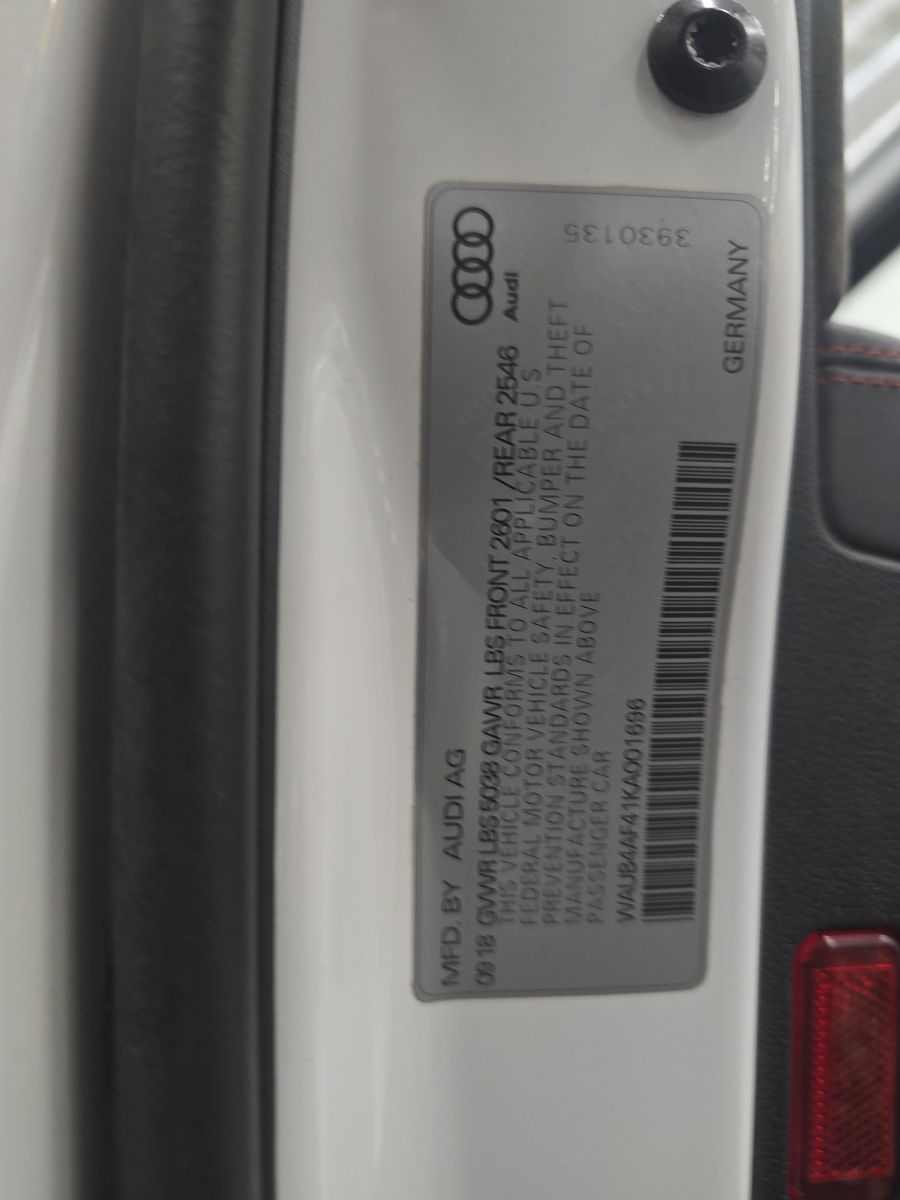 Audi
MFD. BY AUDI AG
09 18 GVWR LBS 5038 GAWR LBS FRONT 2601 / REAR 2546
THIS VEHICLE CONFORMS TO ALL APPLICABLE U.S
FEDERAL MOTOR VEHICLE SAFETY, BUMPER AND THEFT
PREVENTION STANDARDS IN EFFECT ON THE DATE OF
MANUFACTURE SHOWN ABOVE
PASSENGER CAR
WAUB4AF41KA001696
GERMANY
3930135